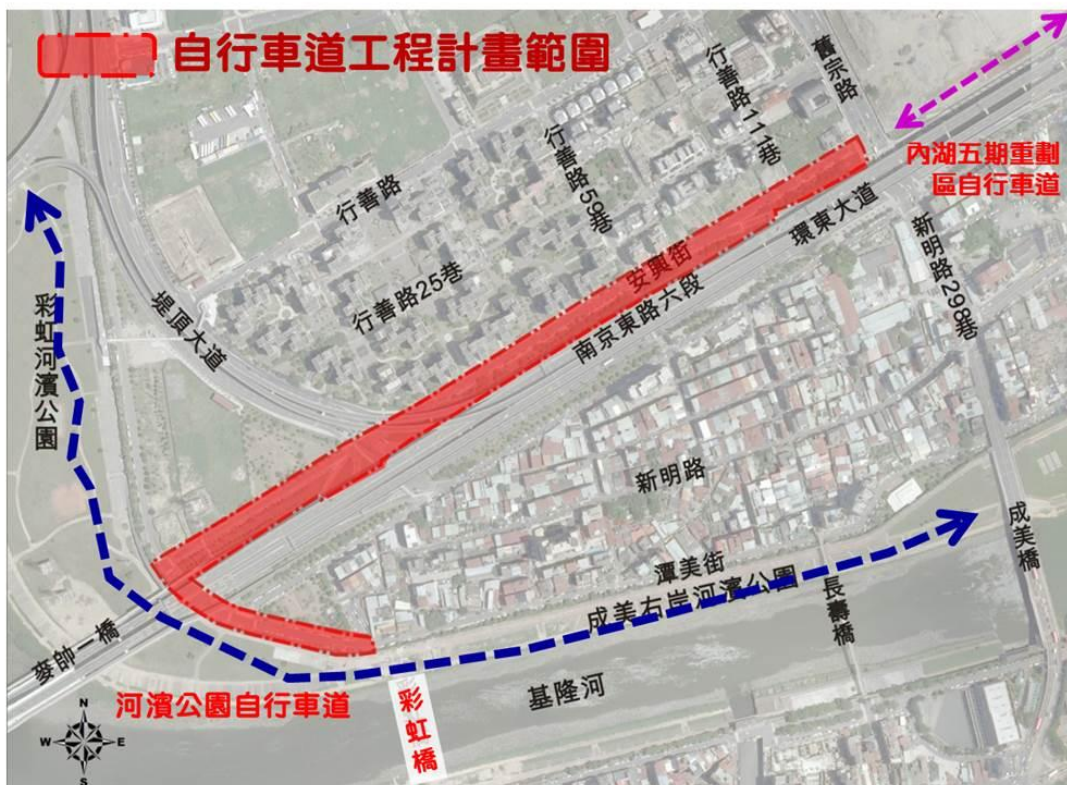 自行車道工程計畫範圍
舊宗路
行善路111巷
行善路59巷
行善路
內湖五期重劃
區自行車道
環東大道
新明路298巷
安興街
行善路25巷
南京東路六段
堤頂大道
彩虹河濱公園
新明路
成美橋
潭美街
成美右岸河濱公園
長壽橋
麥帥一橋
基隆河
河濱公園自行車道
彩虹橋
N
W
E
S